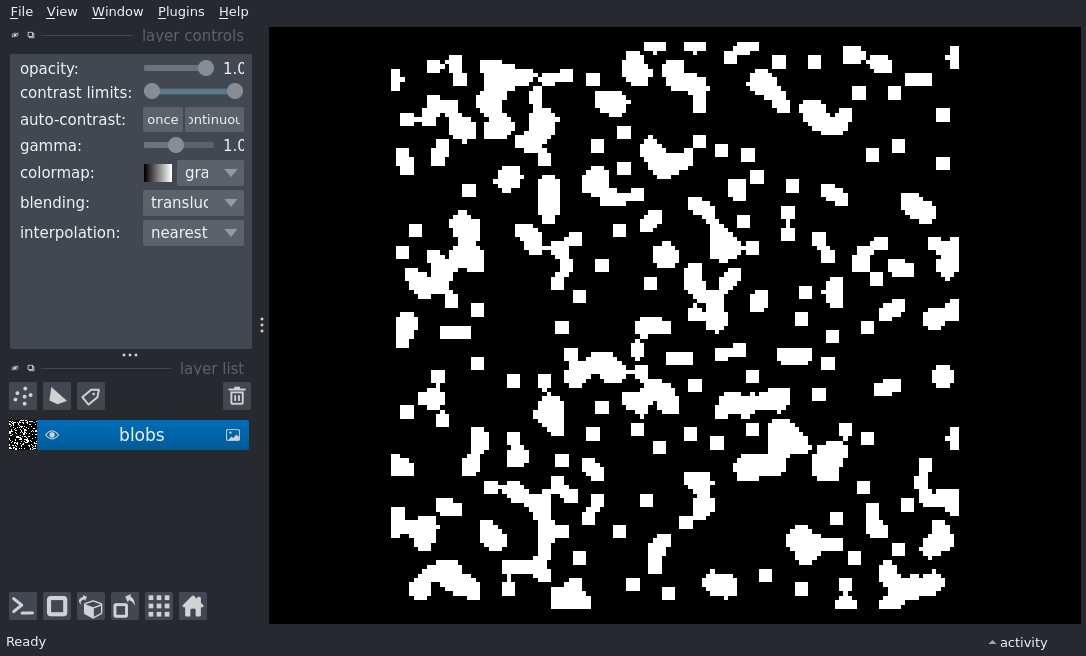 File View Window Plugins Help
layer controls
opacity: 1.0
contrast limits:
auto-contrast: once ontinuou
gamma: 1.0
colormap: gra
blending: transluc
interpolation: nearest
layer list
blobs
Ready
activity